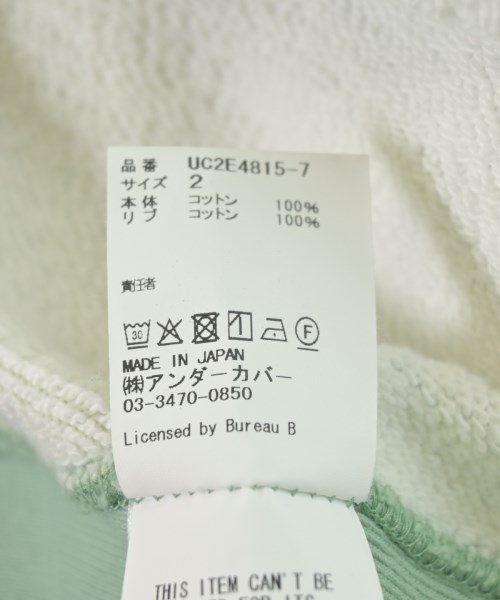 品番 UC2E4815-7
サイズ 2
本体 コットン 100%
リブ コットン 100%
責任者
30 F
MADE IN JAPAN
(株)アンダーカバー
03-3470-0850
Licensed by Bureau B
THIS ITEM CAN'T BE